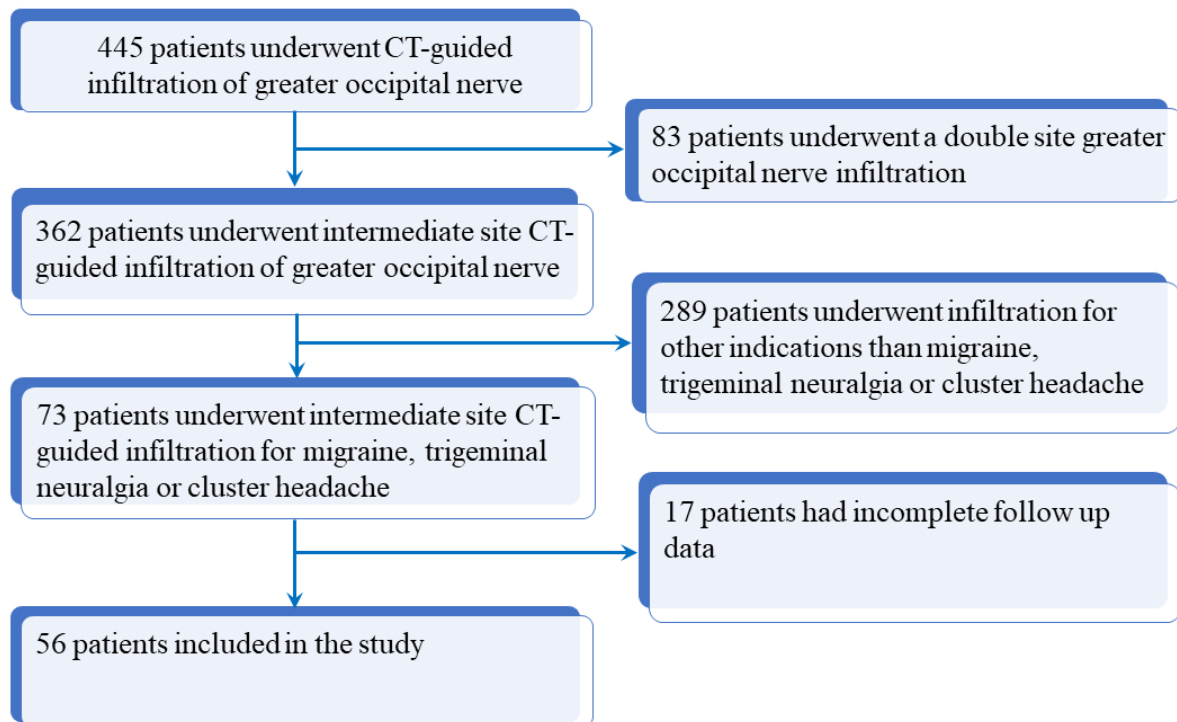 445 patients underwent CT-guided
infiltration of greater occipital nerve
83 patients underwent a double site greater
occipital nerve infiltration
362 patients underwent intermediate site CT-
guided infiltration of greater occipital nerve
289 patients underwent infiltration for
other indications than migraine,
trigeminal neuralgia or cluster headache
73 patients underwent intermediate site CT-
guided infiltration for migraine, trigeminal
neuralgia or cluster headache
17 patients had incomplete follow up
data
56 patients included in the study